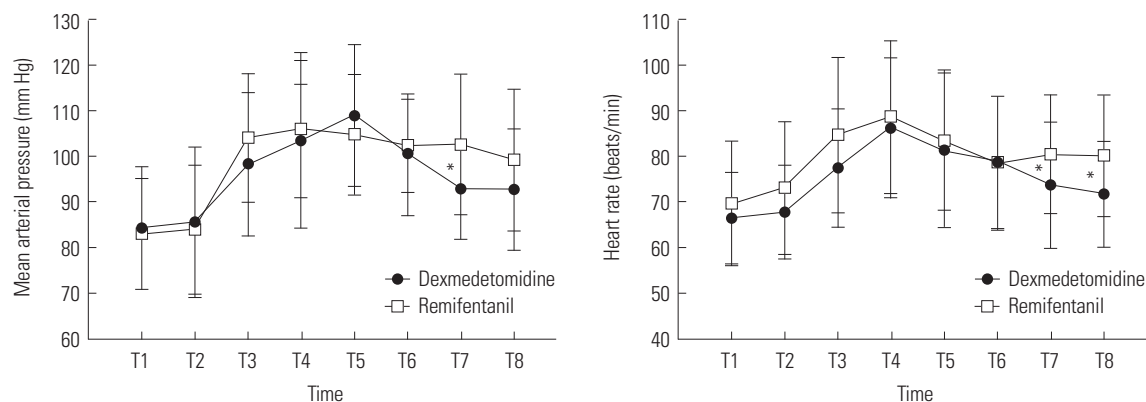 Mean arterial pressure (mm Hg)
130
120
110
100
90
80
70
60
*
Dexmedetomidine
Remifentanil
T1 T2 T3 T4 T5 T6 T7 T8
Time
Heart rate (beats/min)
110
100
90
80
70
60
50
40
* *
Dexmedetomidine
Remifentanil
T1 T2 T3 T4 T5 T6 T7 T8
Time